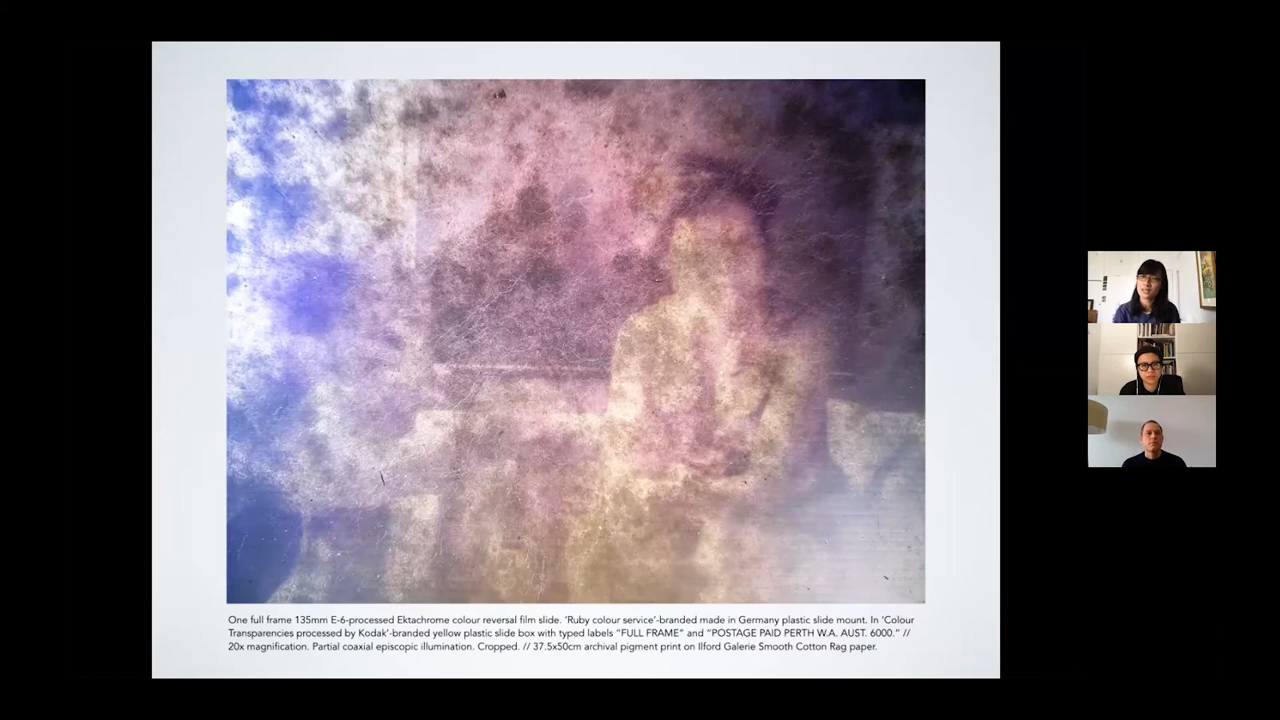 One full frame 135mm E-6-processed Ektachrome colour reversal film slide. 'Ruby colour service'-branded made in Germany plastic slide mount. In 'Colour
Transparencies processed by Kodak'-branded yellow plastic slide box with typed labels "FULL FRAME" and "POSTAGE PAID PERTH W.A. AUST. 6000." //
20x magnification. Partial coaxial episcopic illumination. Cropped. // 37.5x50cm archival pigment print on Ilford Galerie Smooth Cotton Rag paper.